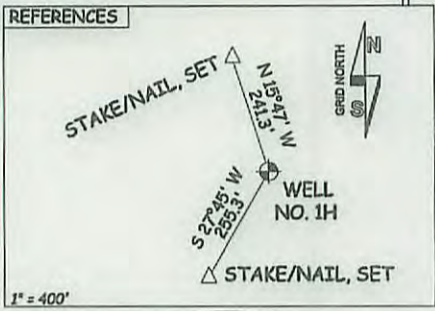 REFERENCES
STAKE/NAIL, SET
N 15°47' W
241.3'
GRID NORTH
N
S
WELL
NO. 1H
S 27°45' W
255.3'
STAKE/NAIL, SET
1" = 400'